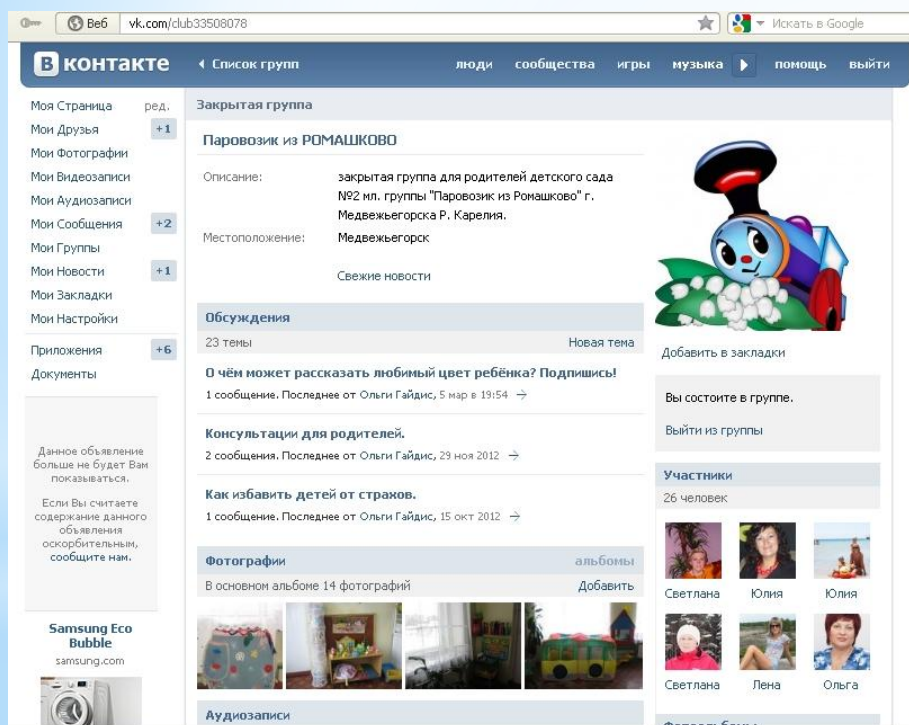 Веб vk.com/club33508078 Искать в Google
В контакте Список групп люди сообщества игры музыка помощь выйти
Моя Страница ред.
Мои Друзья +1
Мои Фотографии
Мои Видеозаписи
Мои Аудиозаписи
Мои Сообщения +2
Мои Группы
Мои Новости +1
Мои Закладки
Мои Настройки
Приложения +6
Документы
Данное объявление
больше не будет Вам
показываться.
Если Вы считаете
содержание данного
объявления
оскорбительным,
сообщите нам.
Samsung Eco
Bubble
samsung.com
Закрытая группа
Паровозик из РОМАШКОВО
Описание: закрытая группа для родителей детского сада
№2 мл. группы "Паровозик из Ромашково" г.
Медвежьегорска Р. Карелия.
Местоположение: Медвежьегорск
Свежие новости
Обсуждения
23 темы Новая тема
О чём может рассказать любимый цвет ребёнка? Подпишись!
1 сообщение. Последнее от Ольги Гайдис, 5 мар в 19:54 →
Консультации для родителей.
2 сообщения. Последнее от Ольги Гайдис, 29 ноя 2012 →
Как избавить детей от страхов.
1 сообщение. Последнее от Ольги Гайдис, 15 окт 2012 →
Фотографии альбомы
В основном альбоме 14 фотографий Добавить
Аудиозаписи
Добавить в закладки
Вы состоите в группе.
Выйти из группы
Участники
26 человек
Светлана Юлия Юлия
Светлана Лена Ольга
Фотоальбомы